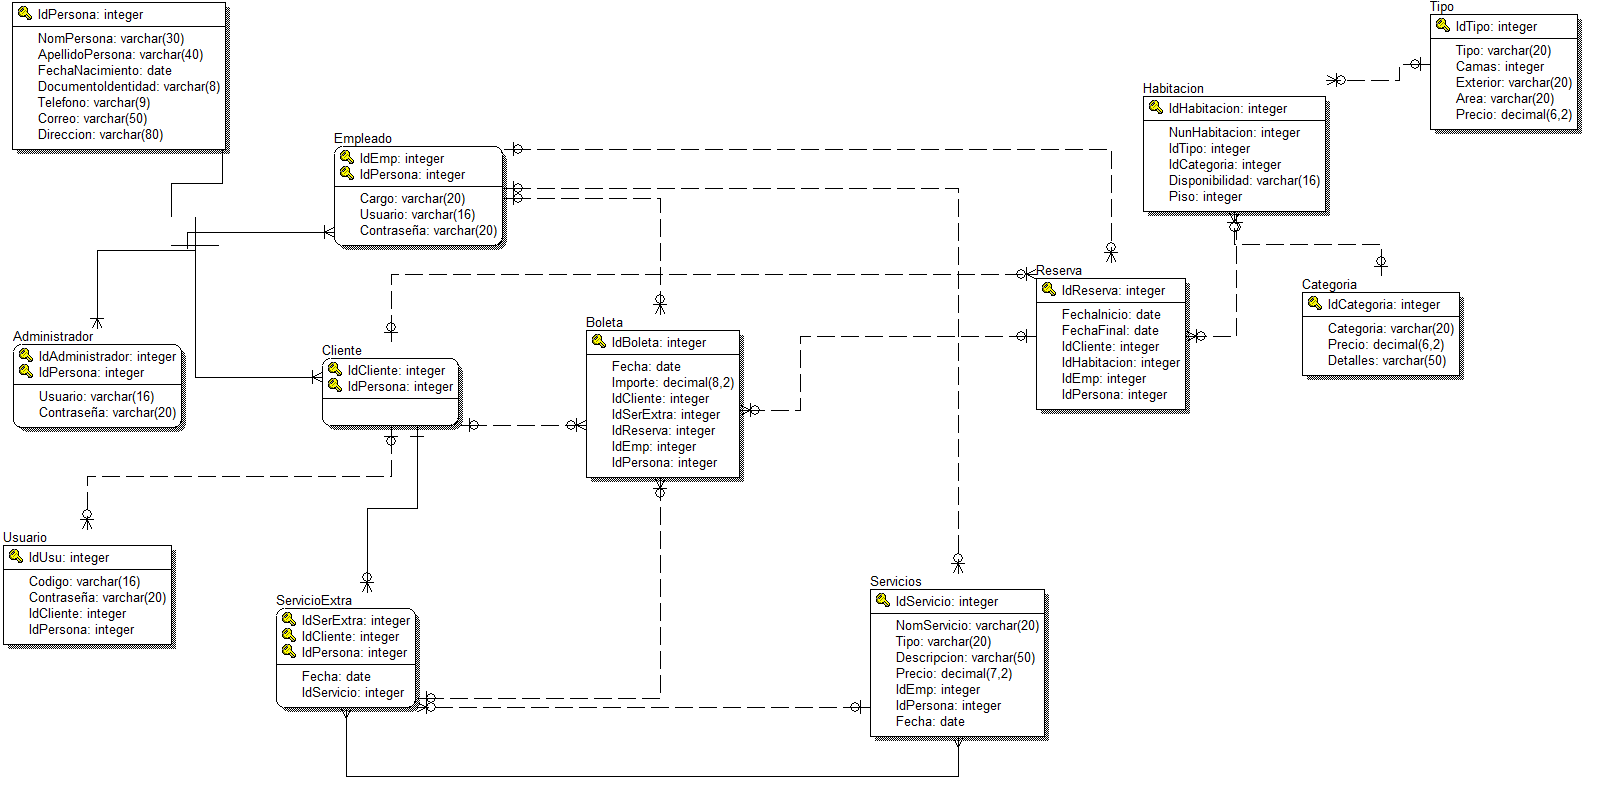 IdPersona: integer
NomPersona: varchar(30)
ApellidoPersona: varchar(40)
FechaNacimiento: date
DocumentoIdentidad: varchar(8)
Telefono: varchar(9)
Correo: varchar(50)
Direccion: varchar(80)
Empleado
IdEmp: integer
IdPersona: integer
Cargo: varchar(20)
Usuario: varchar(16)
Contraseña: varchar(20)
Tipo
IdTipo: integer
Tipo: varchar(20)
Camas: integer
Exterior: varchar(20)
Area: varchar(20)
Precio: decimal(6,2)
Habitacion
IdHabitacion: integer
NunHabitacion: integer
IdTipo: integer
IdCategoria: integer
Disponibilidad: varchar(16)
Piso: integer
Categoria
IdCategoria: integer
Categoria: varchar(20)
Precio: decimal(6,2)
Detalles: varchar(50)
Reserva
IdReserva: integer
FechaInicio: date
FechaFinal: date
IdCliente: integer
IdHabitacion: integer
IdEmp: integer
IdPersona: integer
Administrador
IdAdministrador: integer
IdPersona: integer
Usuario: varchar(16)
Contraseña: varchar(20)
Cliente
IdCliente: integer
IdPersona: integer
Boleta
IdBoleta: integer
Fecha: date
Importe: decimal(8,2)
IdCliente: integer
IdSerExtra: integer
IdReserva: integer
IdEmp: integer
IdPersona: integer
Usuario
IdUsu: integer
Codigo: varchar(16)
Contraseña: varchar(20)
IdCliente: integer
IdPersona: integer
ServicioExtra
IdSerExtra: integer
IdCliente: integer
IdPersona: integer
Fecha: date
IdServicio: integer
Servicios
IdServicio: integer
NomServicio: varchar(20)
Tipo: varchar(20)
Descripcion: varchar(50)
Precio: decimal(7,2)
IdEmp: integer
IdPersona: integer
Fecha: date